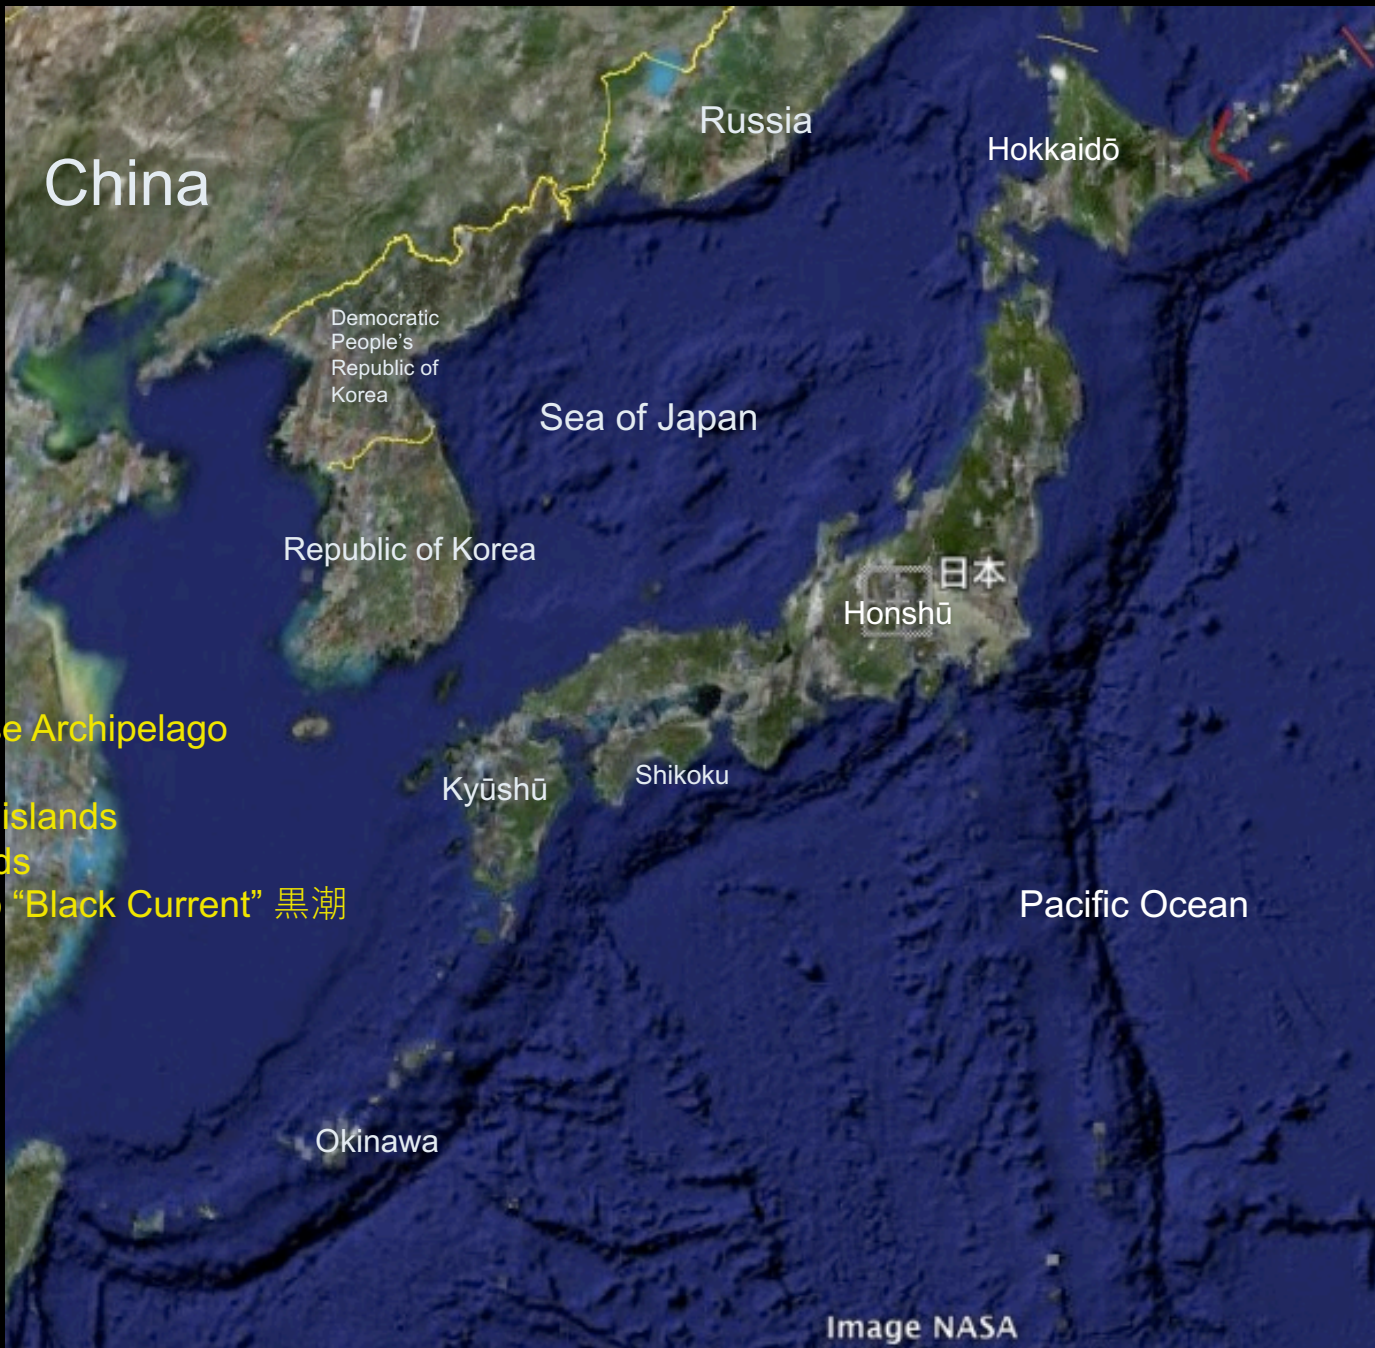 Russia
Hokkaidō
China
Democratic
People's
Republic of
Korea
Sea of Japan
Republic of Korea
日本
Honshū
Archipelago
Shikoku
Kyūshū
islands
“Black Current” 黒潮
Pacific Ocean
Okinawa
Image NASA